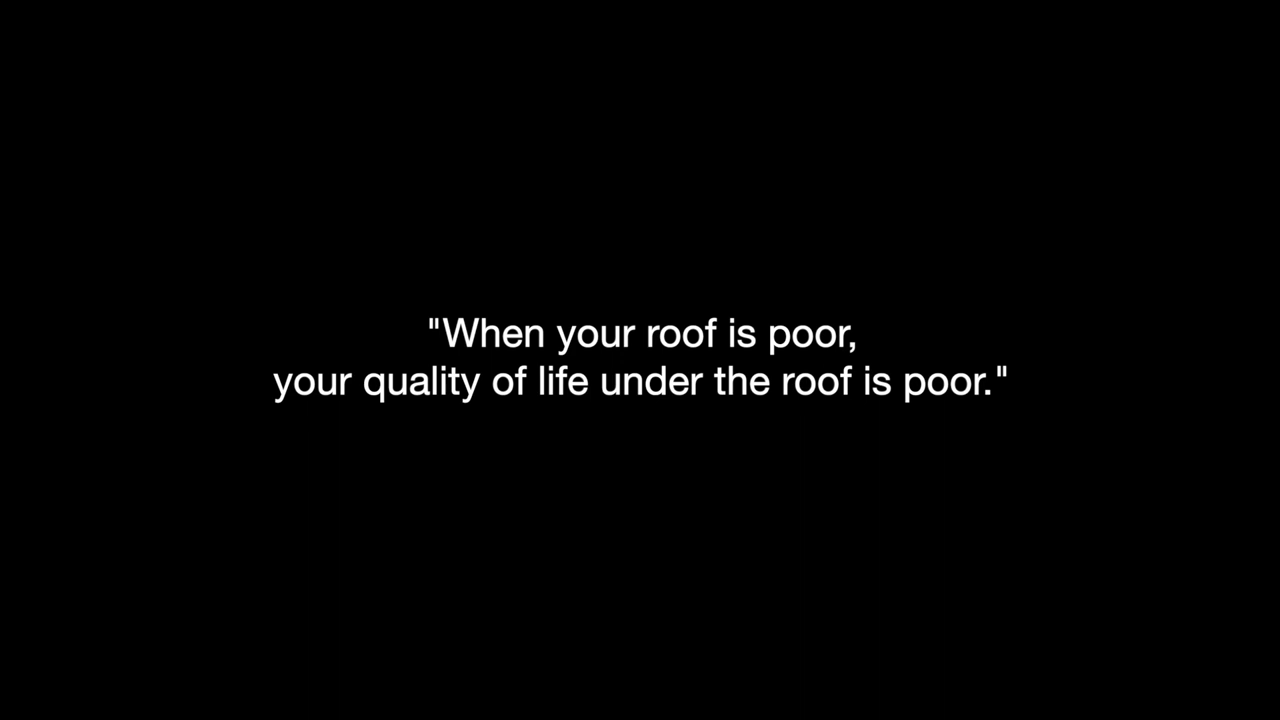 "When your roof is poor,
your quality of life under the roof is poor."